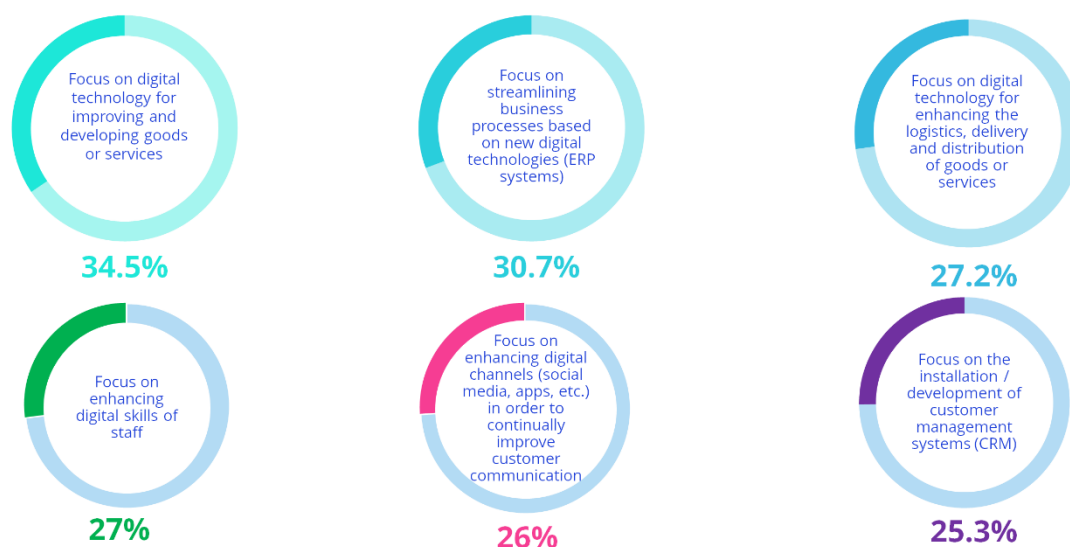 Focus on digital
technology for
improving and
developing goods
or services
34.5%
Focus on
streamlining
business
processes based
on new digital
technologies (ERP
systems)
30.7%
Focus on digital
technology for
enhancing the
logistics, delivery
and distribution
of goods or
services
27.2%
Focus on
enhancing
digital skills of
staff
27%
Focus on
enhancing digital
channels (social
media, apps, etc.)
in order to
continually
improve
customer
communication
26%
Focus on the
installation /
development of
customer
management
systems (CRM)
25.3%